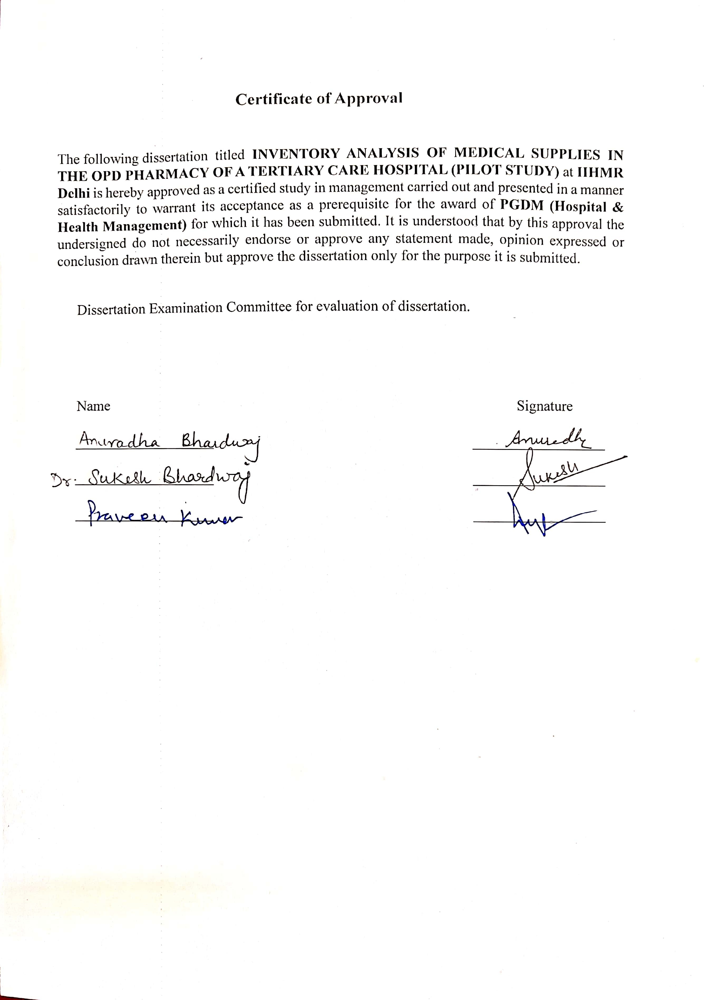 Certificate of Approval
The following dissertation titled INVENTORY ANALYSIS OF MEDICAL SUPPLIES IN
THE OPD PHARMACY OF A TERTIARY CARE HOSPITAL (PILOT STUDY) at IIHMR
Delhi is hereby approved as a certified study in management carried out and presented in a manner
satisfactorily to warrant its acceptance as a prerequisite for the award of PGDM (Hospital &
Health Management) for which it has been submitted. It is understood that by this approval the
undersigned do not necessarily endorse or approve any statement made, opinion expressed or
conclusion drawn therein but approve the dissertation only for the purpose it is submitted.
Dissertation Examination Committee for evaluation of dissertation.
Name Signature
Anuradha Bhardwaj
Dr. Sukesh Bhardwaj Sukesh
Praveen Kumar